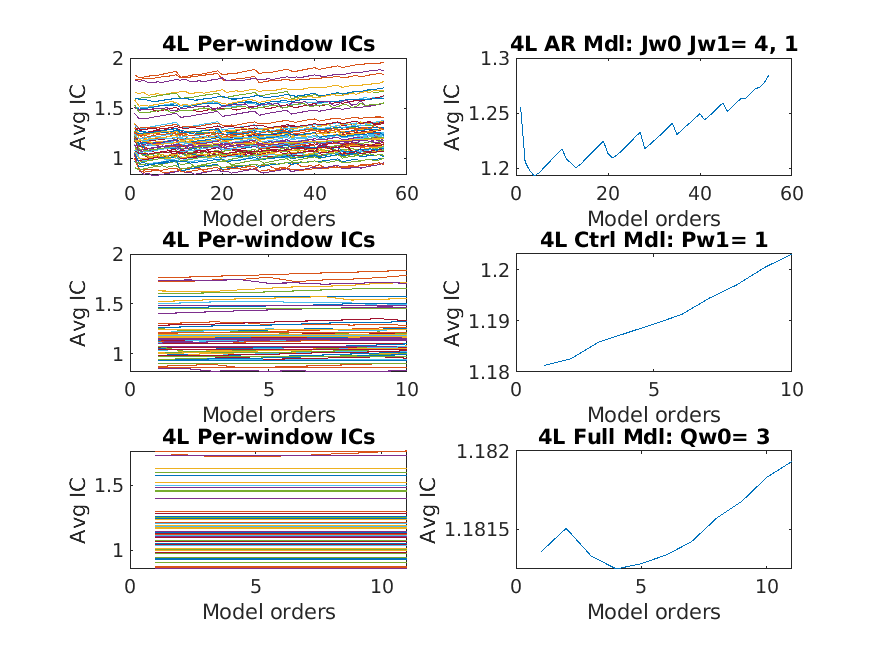 4L Per-window ICs
2
1.5
1
Avg IC
0
20
40
60
Model orders
4L AR Mdl: Jw0 Jw1= 4, 1
1.3
1.25
1.2
Avg IC
0
20
40
60
Model orders
4L Per-window ICs
2
1.5
1
Avg IC
0
5
10
Model orders
4L Ctrl Mdl: Pw1= 1
1.2
1.19
1.18
Avg IC
0
5
10
Model orders
4L Per-window ICs
1.5
1
Avg IC
0
5
10
Model orders
4L Full Mdl: Qw0= 3
1.182
1.1815
Avg IC
0
5
10
Model orders